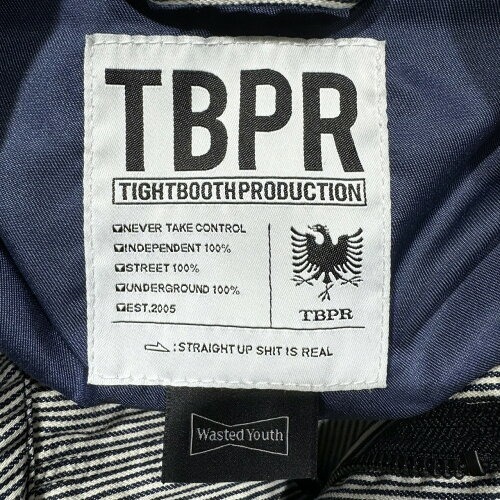 TBPR
TIGHTBOOTHPRODUCTION
NEVER TAKE CONTROL
INDEPENDENT 100%
STREET 100%
UNDERGROUND 100%
EST.2005
TBPR
:STRAIGHT UP SHIT IS REAL
Wasted Youth